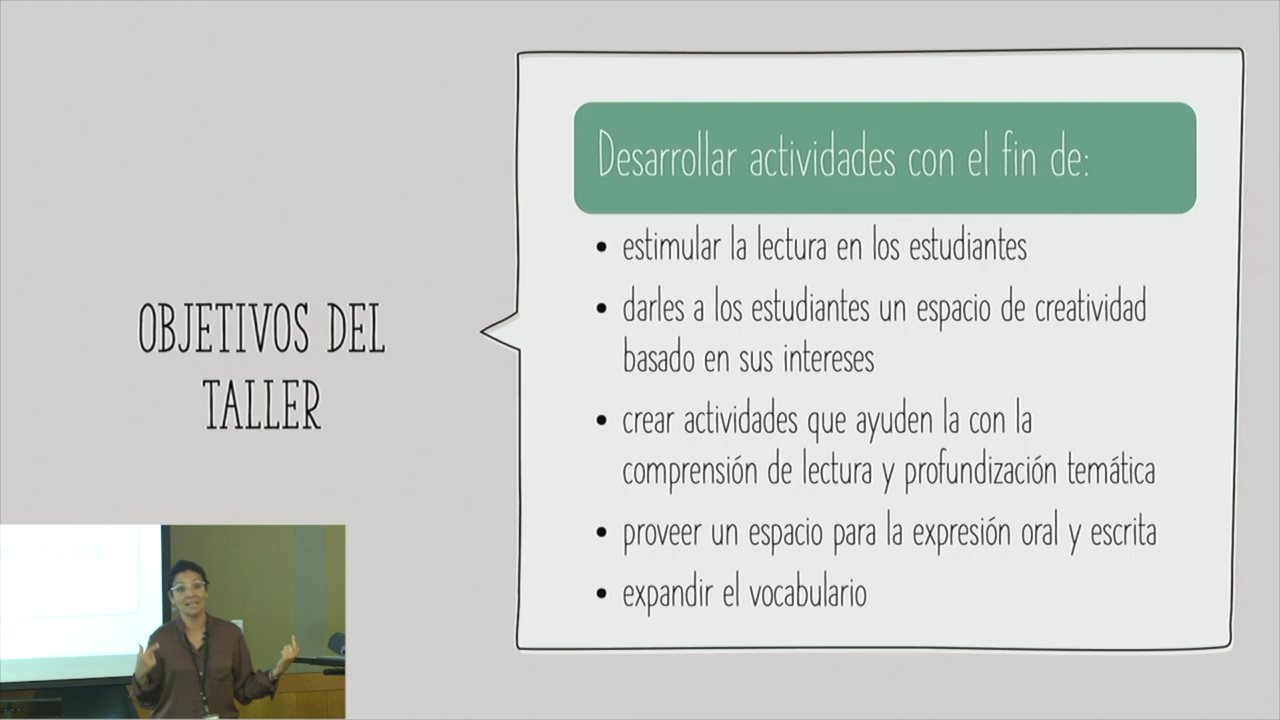 OBJETIVOS DEL
TALLER
Desarrollar actividades con el fin de:
• estimular la lectura en los estudiantes
• darles a los estudiantes un espacio de creatividad
basado en sus intereses
• crear actividades que ayuden la con la
comprensión de lectura y profundización temática
• proveer un espacio para la expresión oral y escrita
• expandir el vocabulario